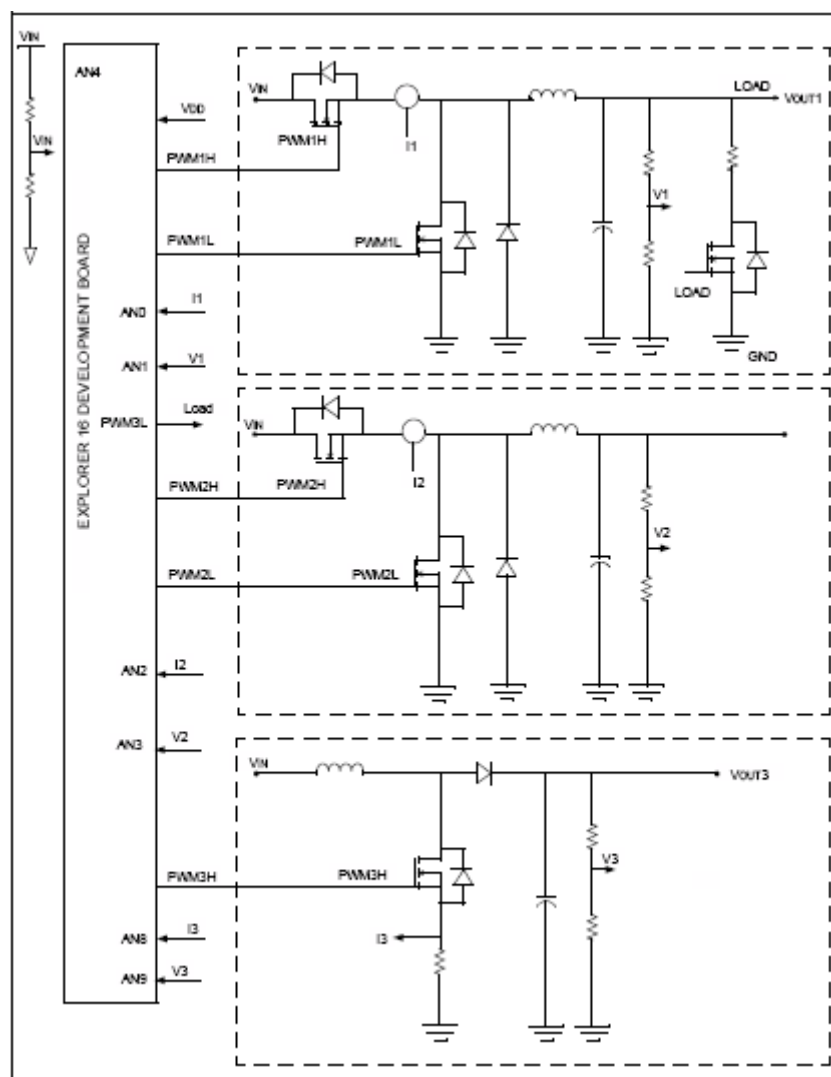 VIN
VIN
EXPLORER 16 DEVELOPMENT BOARD
AN4
VDD
PWM1H
PWM1L
AN0
I1
AN1
V1
PWM3L
Load
PWM2H
PWM2L
AN2
I2
AN3
V2
PWM3H
AN8
I3
AN9
V3
VIN
PWM1H
I1
LOAD
VOUT1
PWM1L
V1
LOAD
GND
VIN
PWM2H
I2
PWM2L
V2
VIN
VOUT3
PWM3H
V3
I3